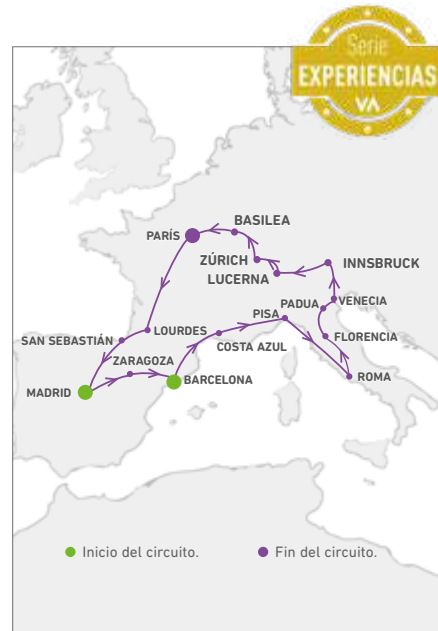 Serie
EXPERIENCIAS
VA
BASILEA
PARÍS
ZÚRICH
INNSBRUCK
LUCERNA
PADUA
VENECIA
PISA
LOURDES
FLORENCIA
SAN SEBASTIÁN
COSTA AZUL
ZARAGOZA
BARCELONA
ROMA
MADRID
Inicio del circuito.
Fin del circuito.